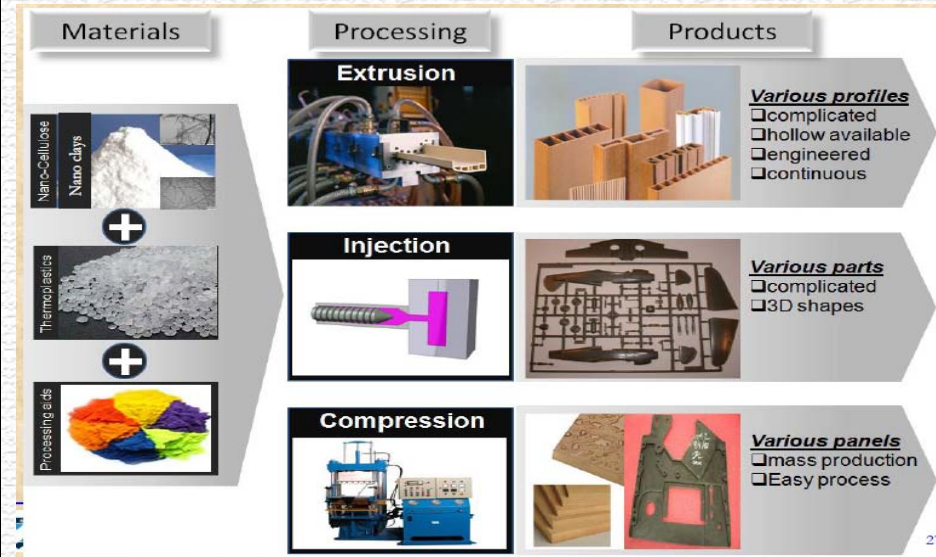 Materials
Processing
Products
Nano-Cellulose
Nano clays
Thermoplastics
Processing aids
Extrusion
Various profiles
❑complicated
❑hollow available
❑engineered
❑continuous
Injection
Various parts
❑complicated
❑3D shapes
Compression
Various panels
❑mass production
❑Easy process